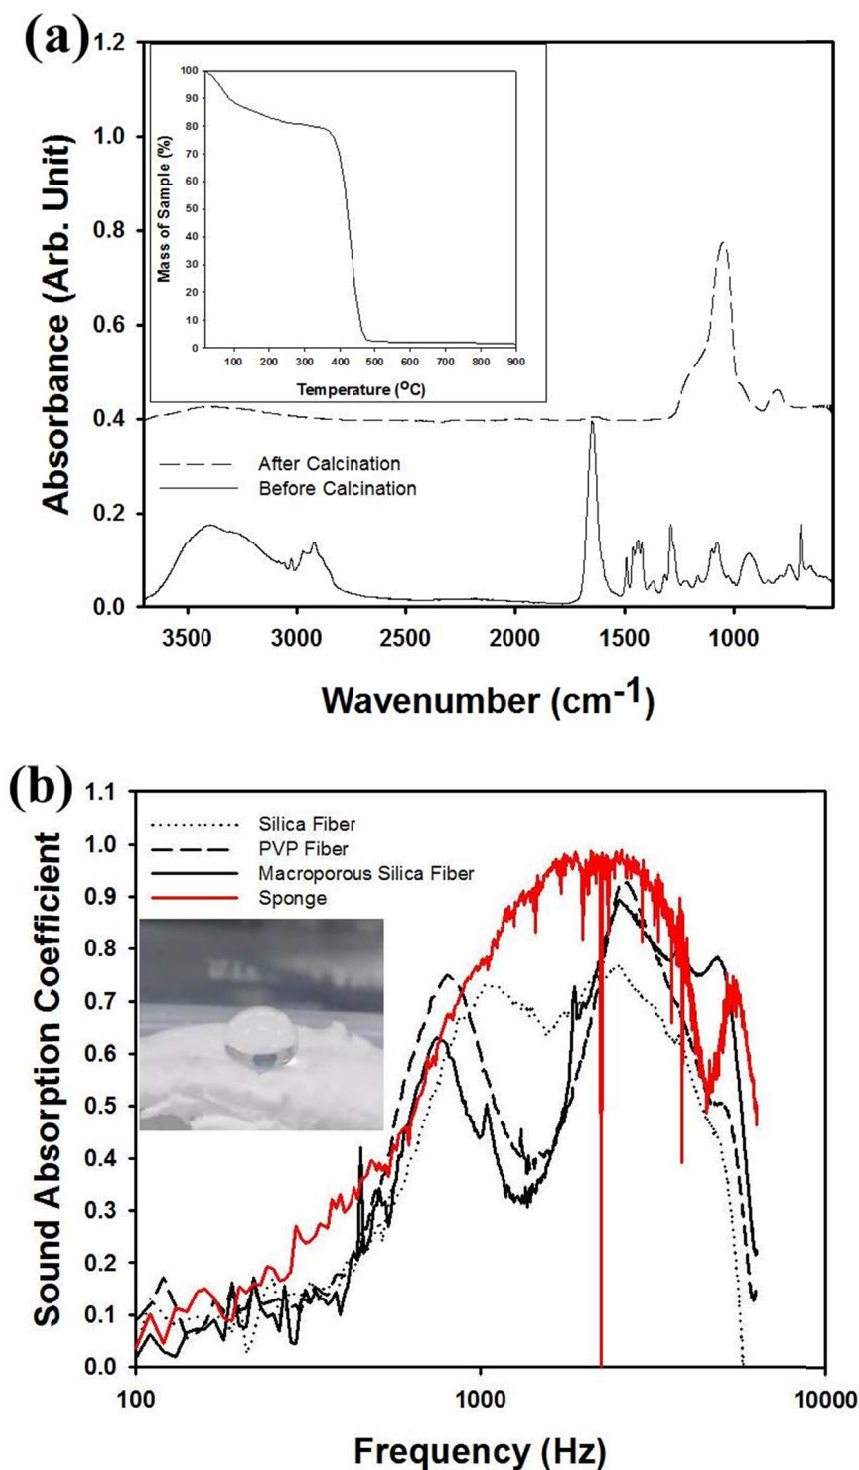 (a)
1.2
1.0
0.8
0.6
0.4
0.2
0.0
Absorbance (Arb. Unit)
100
90
80
70
60
50
40
30
20
10
0
Mass of Sample (%)
100 200 300 400 500 600 700 800 900
Temperature (°C)
After Calcination
Before Calcination
3500 3000 2500 2000 1500 1000
Wavenumber (cm⁻¹)
(b)
1.1
1.0
0.9
0.8
0.7
0.6
0.5
0.4
0.3
0.2
0.1
0.0
Sound Absorption Coefficient
Silica Fiber
PVP Fiber
Macroporous Silica Fiber
Sponge
100 1000 10000
Frequency (Hz)